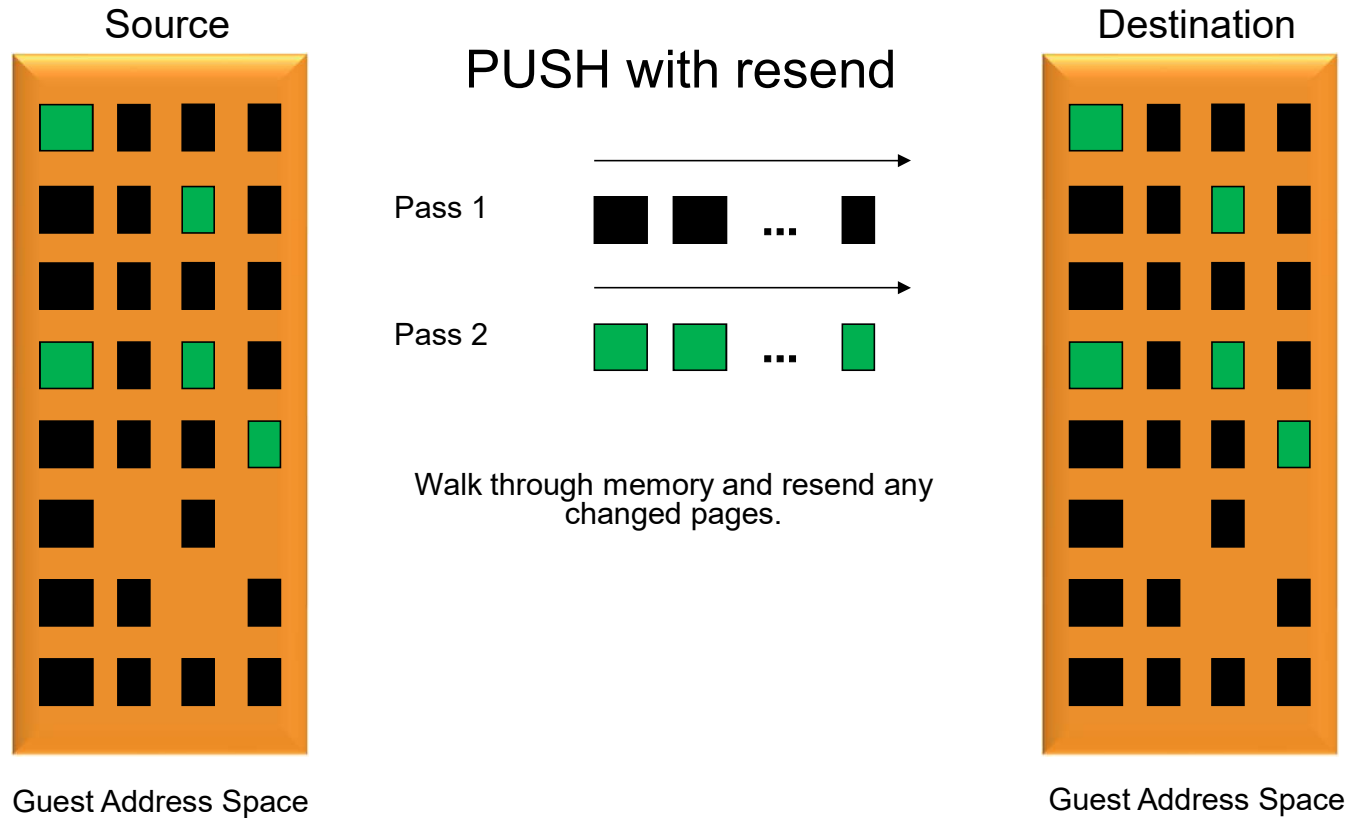 Source
PUSH with resend
Destination
Pass 1
...
Pass 2
...
Walk through memory and resend any
changed pages.
Guest Address Space
Guest Address Space